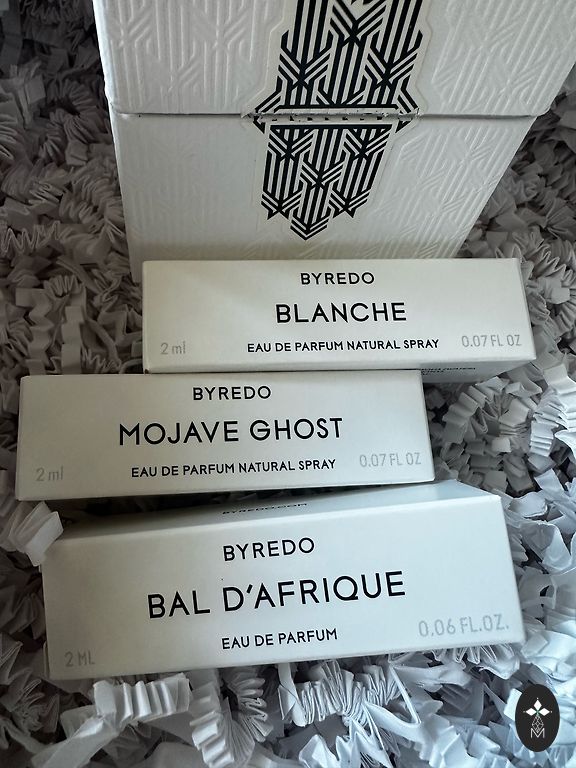 BYREDO
BLANCHE
2 ml EAU DE PARFUM NATURAL SPRAY 0.07 FL OZ
BYREDO
MOJAVE GHOST
2 ml EAU DE PARFUM NATURAL SPRAY 0.07 FL OZ
BYREDO.COM
BYREDO
BAL D'AFRIQUE
EAU DE PARFUM
2 ML 0.06 FL.OZ.
M